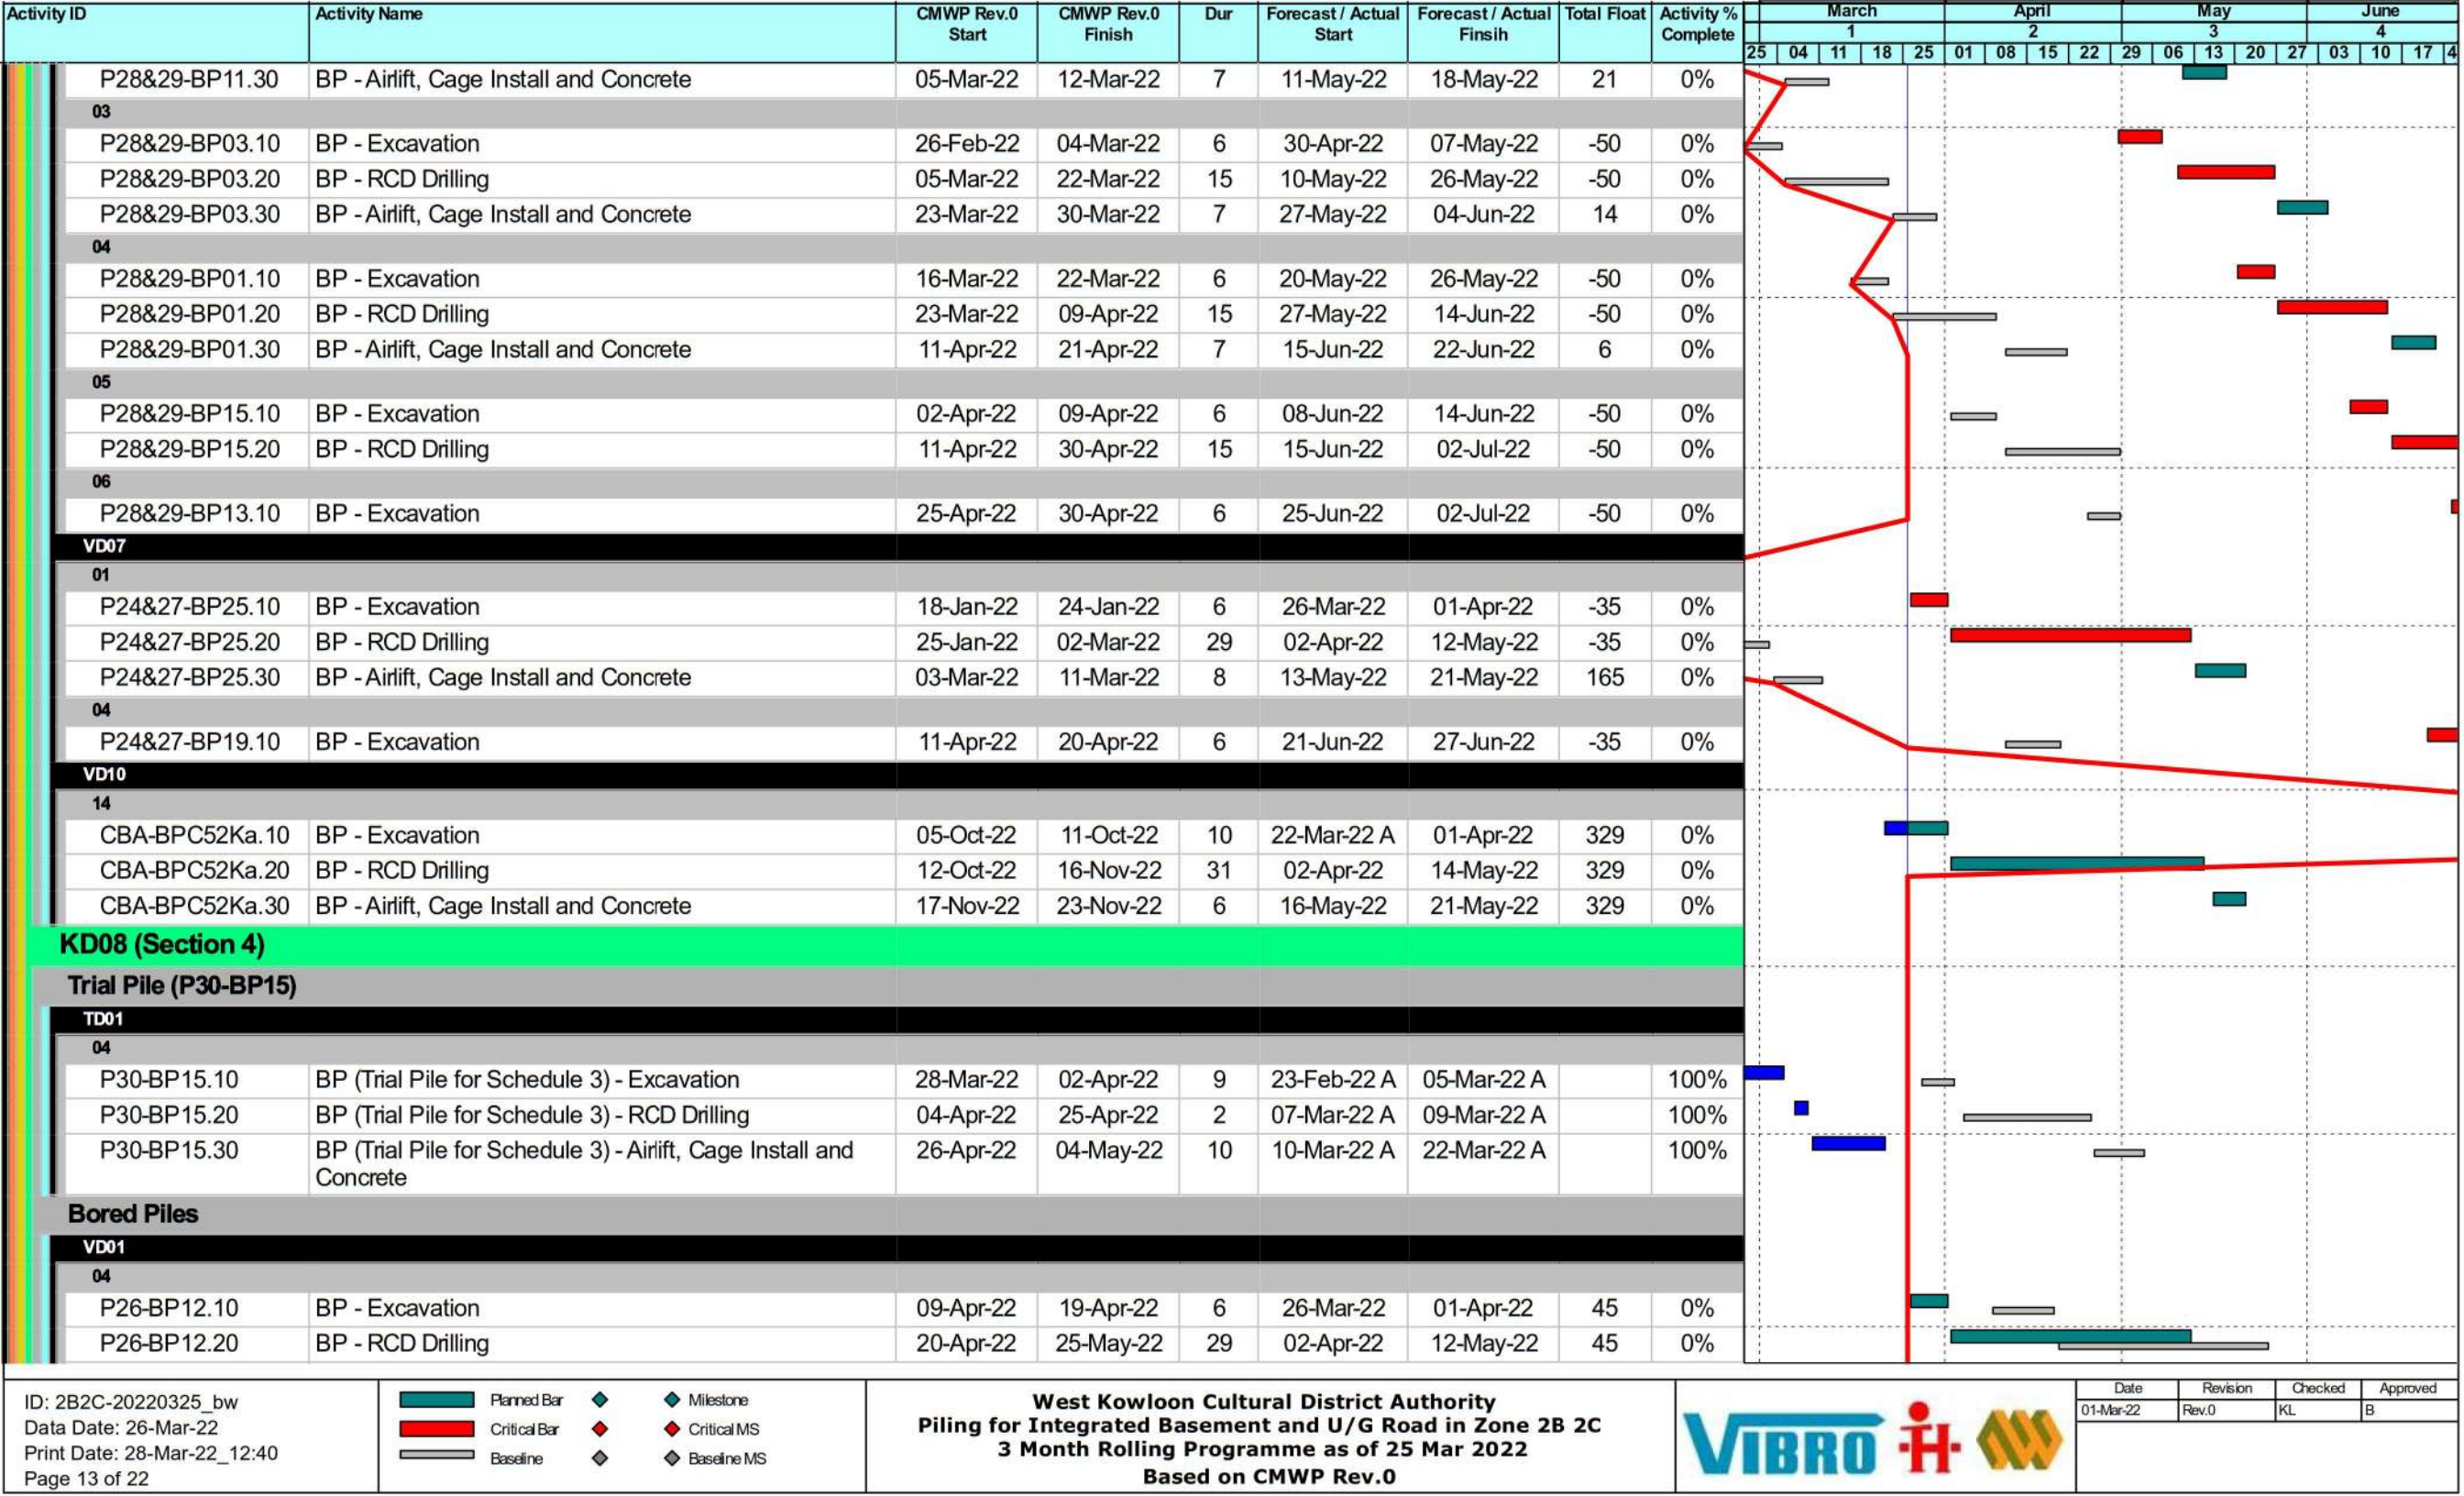 Activity ID Activity Name CMWP Rev.0 Start CMWP Rev.0 Finish Dur Forecast / Actual Start Forecast / Actual Finsih Total Float Activity % Complete March April May June
1 2 3 4
25 04 11 18 25 01 08 15 22 29 06 13 20 27 03 10 17
P28&29-BP11.30 BP - Airlift, Cage Install and Concrete 05-Mar-22 12-Mar-22 7 11-May-22 18-May-22 21 0%
03
P28&29-BP03.10 BP - Excavation 26-Feb-22 04-Mar-22 6 30-Apr-22 07-May-22 -50 0%
P28&29-BP03.20 BP - RCD Drilling 05-Mar-22 22-Mar-22 15 10-May-22 26-May-22 -50 0%
P28&29-BP03.30 BP - Airlift, Cage Install and Concrete 23-Mar-22 30-Mar-22 7 27-May-22 04-Jun-22 14 0%
04
P28&29-BP01.10 BP - Excavation 16-Mar-22 22-Mar-22 6 20-May-22 26-May-22 -50 0%
P28&29-BP01.20 BP - RCD Drilling 23-Mar-22 09-Apr-22 15 27-May-22 14-Jun-22 -50 0%
P28&29-BP01.30 BP - Airlift, Cage Install and Concrete 11-Apr-22 21-Apr-22 7 15-Jun-22 22-Jun-22 6 0%
05
P28&29-BP15.10 BP - Excavation 02-Apr-22 09-Apr-22 6 08-Jun-22 14-Jun-22 -50 0%
P28&29-BP15.20 BP - RCD Drilling 11-Apr-22 30-Apr-22 15 15-Jun-22 02-Jul-22 -50 0%
06
P28&29-BP13.10 BP - Excavation 25-Apr-22 30-Apr-22 6 25-Jun-22 02-Jul-22 -50 0%
VD07
01
P24&27-BP25.10 BP - Excavation 18-Jan-22 24-Jan-22 6 26-Mar-22 01-Apr-22 -35 0%
P24&27-BP25.20 BP - RCD Drilling 25-Jan-22 02-Mar-22 29 02-Apr-22 12-May-22 -35 0%
P24&27-BP25.30 BP - Airlift, Cage Install and Concrete 03-Mar-22 11-Mar-22 8 13-May-22 21-May-22 165 0%
04
P24&27-BP19.10 BP - Excavation 11-Apr-22 20-Apr-22 6 21-Jun-22 27-Jun-22 -35 0%
VD10
14
CBA-BPC52Ka.10 BP - Excavation 05-Oct-22 11-Oct-22 10 22-Mar-22 A 01-Apr-22 329 0%
CBA-BPC52Ka.20 BP - RCD Drilling 12-Oct-22 16-Nov-22 31 02-Apr-22 14-May-22 329 0%
CBA-BPC52Ka.30 BP - Airlift, Cage Install and Concrete 17-Nov-22 23-Nov-22 6 16-May-22 21-May-22 329 0%
KD08 (Section 4)
Trial Pile (P30-BP15)
TD01
04
P30-BP15.10 BP (Trial Pile for Schedule 3) - Excavation 28-Mar-22 02-Apr-22 9 23-Feb-22 A 05-Mar-22 A 100%
P30-BP15.20 BP (Trial Pile for Schedule 3) - RCD Drilling 04-Apr-22 25-Apr-22 2 07-Mar-22 A 09-Mar-22 A 100%
P30-BP15.30 BP (Trial Pile for Schedule 3) - Airlift, Cage Install and 26-Apr-22 04-May-22 10 10-Mar-22 A 22-Mar-22 A 100%
Concrete
Bored Piles
VD01
04
P26-BP12.10 BP - Excavation 09-Apr-22 19-Apr-22 6 26-Mar-22 01-Apr-22 45 0%
P26-BP12.20 BP - RCD Drilling 20-Apr-22 25-May-22 29 02-Apr-22 12-May-22 45 0%
ID: 2B2C-20220325_bw
Data Date: 26-Mar-22
Print Date: 28-Mar-22_12:40
Page 13 of 22
Planned Bar Milestone
Critical Bar Critical MS
Baseline Baseline MS
West Kowloon Cultural District Authority
Piling for Integrated Basement and U/G Road in Zone 2B 2C
3 Month Rolling Programme as of 25 Mar 2022
Based on CMWP Rev.0
VIBRO
Date Revision Checked Approved
01-Mar-22 Rev.0 KL B